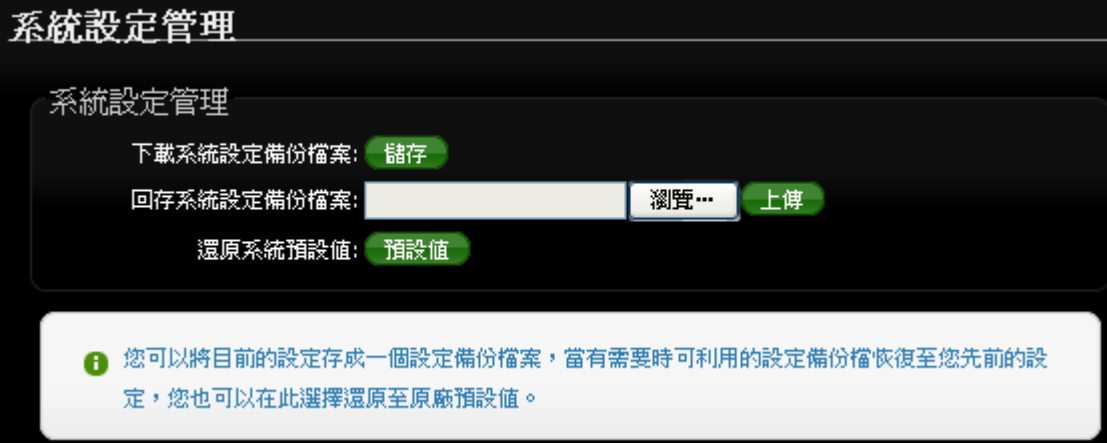 系統設定管理
系統設定管理
下載系統設定備份檔案: 儲存
回存系統設定備份檔案: 瀏覽… 上傳
還原系統預設值: 預設值
您可以將目前的設定存成一個設定備份檔案，當有需要時可利用的設定備份檔恢復至您先前的設
定，您也可以在此選擇還原至原廠預設值。